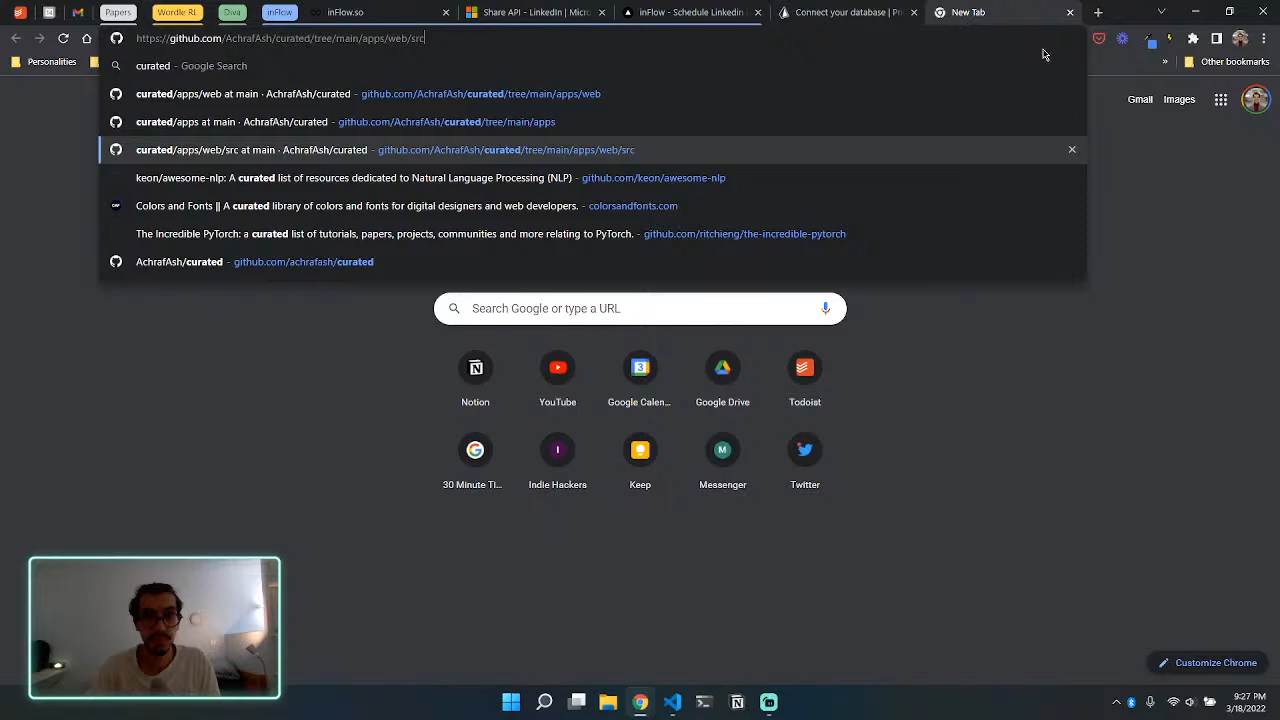 Papers
Wordle RL
Diva
inFlow
inFlow.so
Share API - LinkedIn | Micro
inFlow - Schedule Linkedin
onnect your database | Pr
New Tab
https://github.com/AchrafAsh/curated/tree/main/apps/web/src
Personalities
»
Other bookmarks
curated - Google Search
curated/apps/web at main · AchrafAsh/curated - github.com/AchrafAsh/curated/tree/main/apps/web
curated/apps at main · AchrafAsh/curated - github.com/AchrafAsh/curated/tree/main/apps
curated/apps/web/src at main · AchrafAsh/curated - github.com/AchrafAsh/curated/tree/main/apps/web/src
keon/awesome-nlp: A curated list of resources dedicated to Natural Language Processing (NLP) - github.com/keon/awesome-nlp
Colors and Fonts || A curated library of colors and fonts for digital designers and web developers. - colorsandfonts.com
The Incredible PyTorch: a curated list of tutorials, papers, projects, communities and more relating to PyTorch. - github.com/ritchieng/the-incredible-pytorch
AchrafAsh/curated - github.com/achrafash/curated
Gmail Images
Search Google or type a URL
Notion YouTube Google Calen... Google Drive Todoist
30 Minute Ti... Indie Hackers Keep Messenger Twitter
Customize Chrome
9:27 PM
3/18/2022